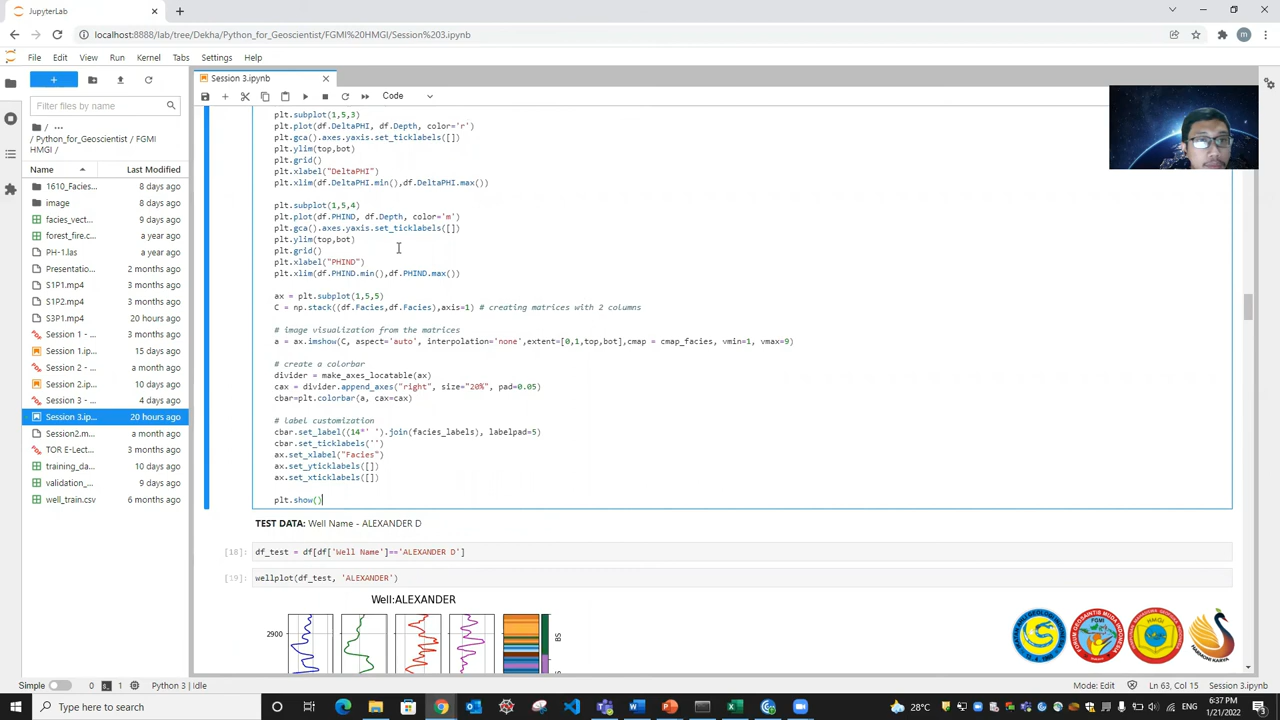 JupyterLab
localhost:8888/lab/tree/Dekha/Python_for_Geoscientist/FGMI%20HMGI/Session%203.ipynb
File Edit View Run Kernel Tabs Settings Help
Session 3.ipynb
Code
Filter files by name
/ ···
/ Python_for_Geoscientist / FGMI
HMGI /
Name Last Modified
1610_Facies... 8 days ago
image 8 days ago
facies_vect... 9 days ago
forest_fire.c... a year ago
PH-1.las a year ago
Presentatio... 2 months ago
S1P1.mp4 3 months ago
S1P2.mp4 3 months ago
S3P1.mp4 20 hours ago
Session 1 - ... 3 months ago
Session 1.ip... 15 days ago
Session 2 - ... a month ago
Session 2.ip... 10 days ago
Session 3 - ... 4 days ago
Session 3.ip... 20 hours ago
Session2.m... a month ago
TOR E-Lect... 3 months ago
training_da... 2 months ago
validation_... 2 months ago
well_train.csv 6 months ago
plt.subplot(1,5,3)
plt.plot(df.DeltaPHI, df.Depth, color='r')
plt.gca().axes.yaxis.set_ticklabels([])
plt.ylim(top,bot)
plt.grid()
plt.xlabel("DeltaPHI")
plt.xlim(df.DeltaPHI.min(),df.DeltaPHI.max())
plt.subplot(1,5,4)
plt.plot(df.PHIND, df.Depth, color='m')
plt.gca().axes.yaxis.set_ticklabels([])
plt.ylim(top,bot)
plt.grid()
plt.xlabel("PHIND")
plt.xlim(df.PHIND.min(),df.PHIND.max())
ax = plt.subplot(1,5,5)
C = np.stack((df.Facies,df.Facies),axis=1) # creating matrices with 2 columns
# image visualization from the matrices
a = ax.imshow(C, aspect='auto', interpolation='none',extent=[0,1,top,bot],cmap = cmap_facies, vmin=1, vmax=9)
# create a colorbar
divider = make_axes_locatable(ax)
cax = divider.append_axes("right", size="20%", pad=0.05)
cbar=plt.colorbar(a, cax=cax)
# label customization
cbar.set_label((14*' ').join(facies_labels), labelpad=5)
cbar.set_ticklabels('')
ax.set_xlabel("Facies")
ax.set_yticklabels([])
ax.set_xticklabels([])
plt.show()
TEST DATA: Well Name - ALEXANDER D
[18]: df_test = df[df['Well Name']=='ALEXANDER D']
[19]: wellplot(df_test, 'ALEXANDER')
Well:ALEXANDER
2900
BS
Simple 0 1 Python 3 | Idle Mode: Edit Ln 63, Col 15 Session 3.ipynb
Type here to search
28°C
6:37 PM
1/21/2022